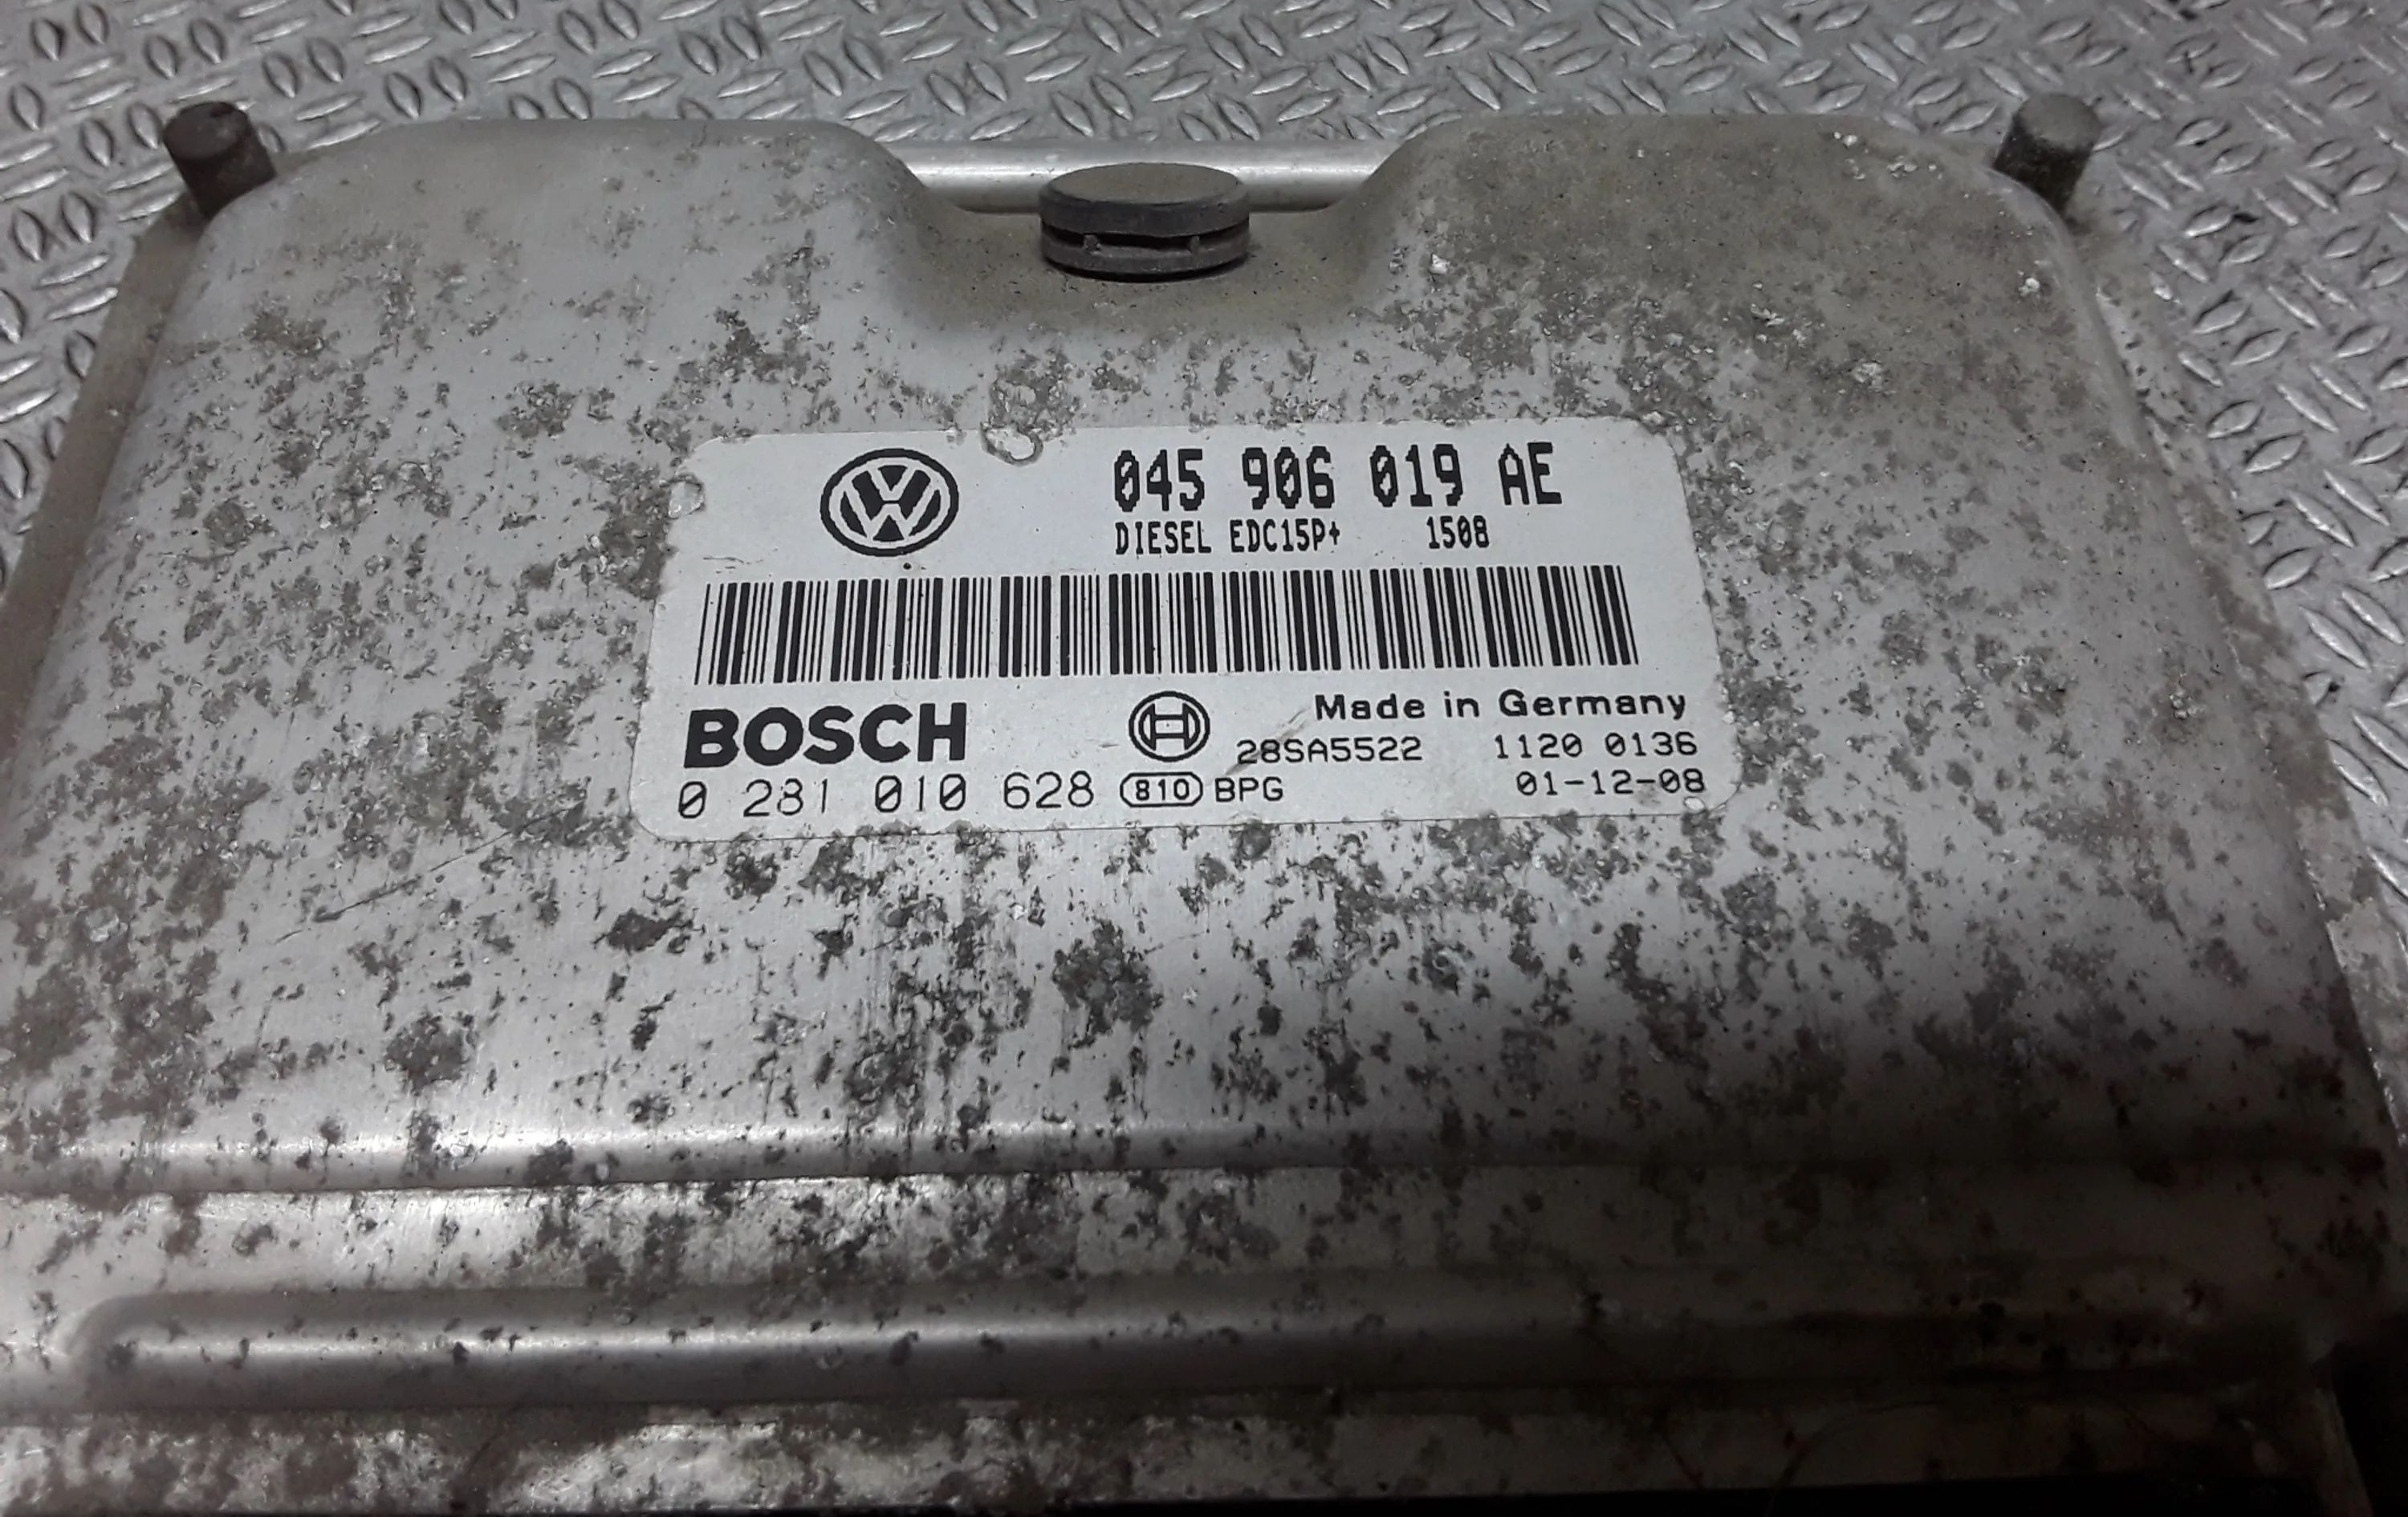 045 906 019 AE
DIESEL EDC15P+ 1508
BOSCH
Made in Germany
28SA5522 1120 0136
0 281 010 628 810 BPG 01-12-08